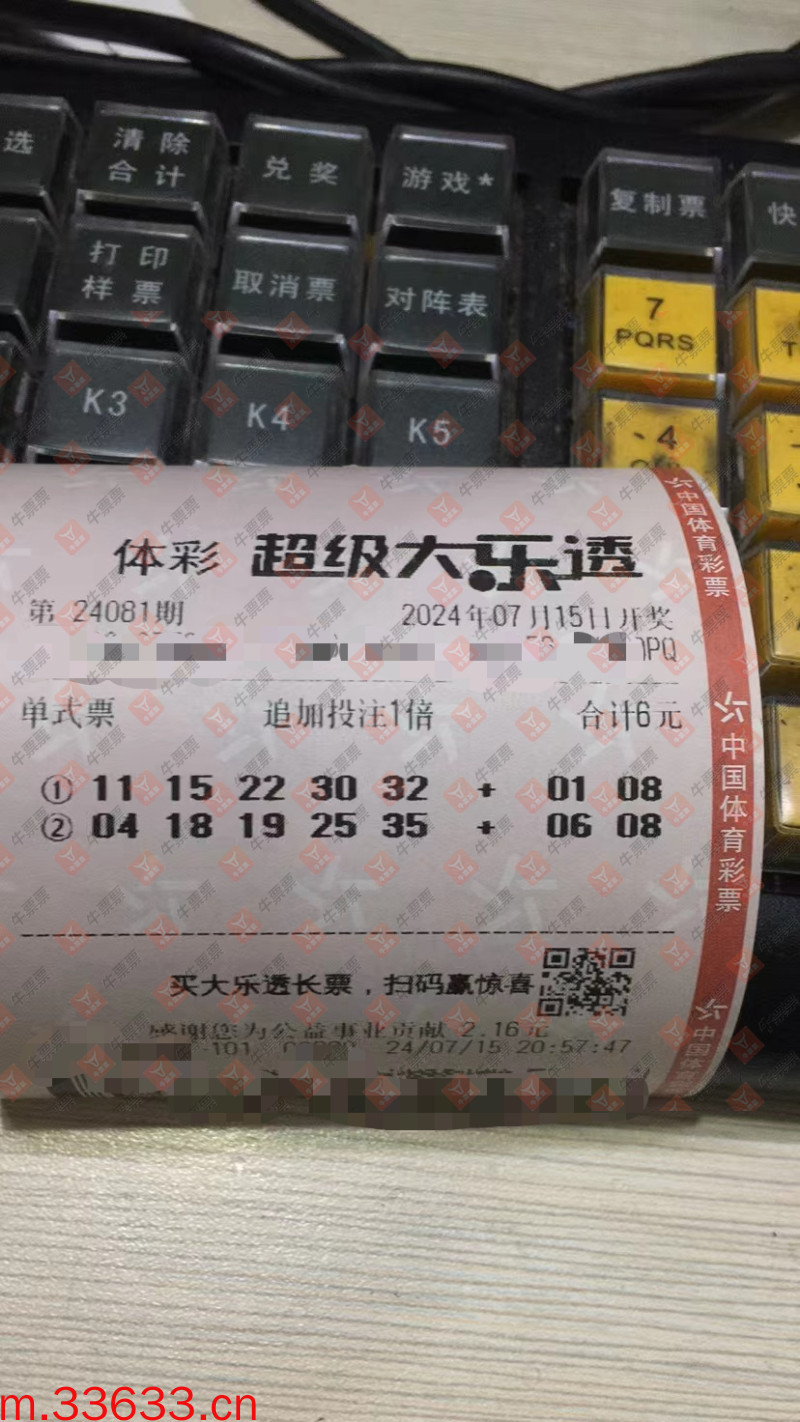 选
清除
合计
兑奖
游戏*
复制票
快
打印
样票
取消票
对阵表
7
PQRS
T
K3
K4
K5
4
体彩 超级大乐透
第 24081期 2024年07月15日开奖
PQ
单式票 追加投注1倍 合计6元
① 11 15 22 30 32 + 01 08
② 04 18 19 25 35 + 06 08
买大乐透长票，扫码赢惊喜
感谢您为公益事业贡献 2.16元
-101 24/07/15 20:57:47
中国体育彩票
中国体育彩票
中国体
牛票票
m.33633.cn